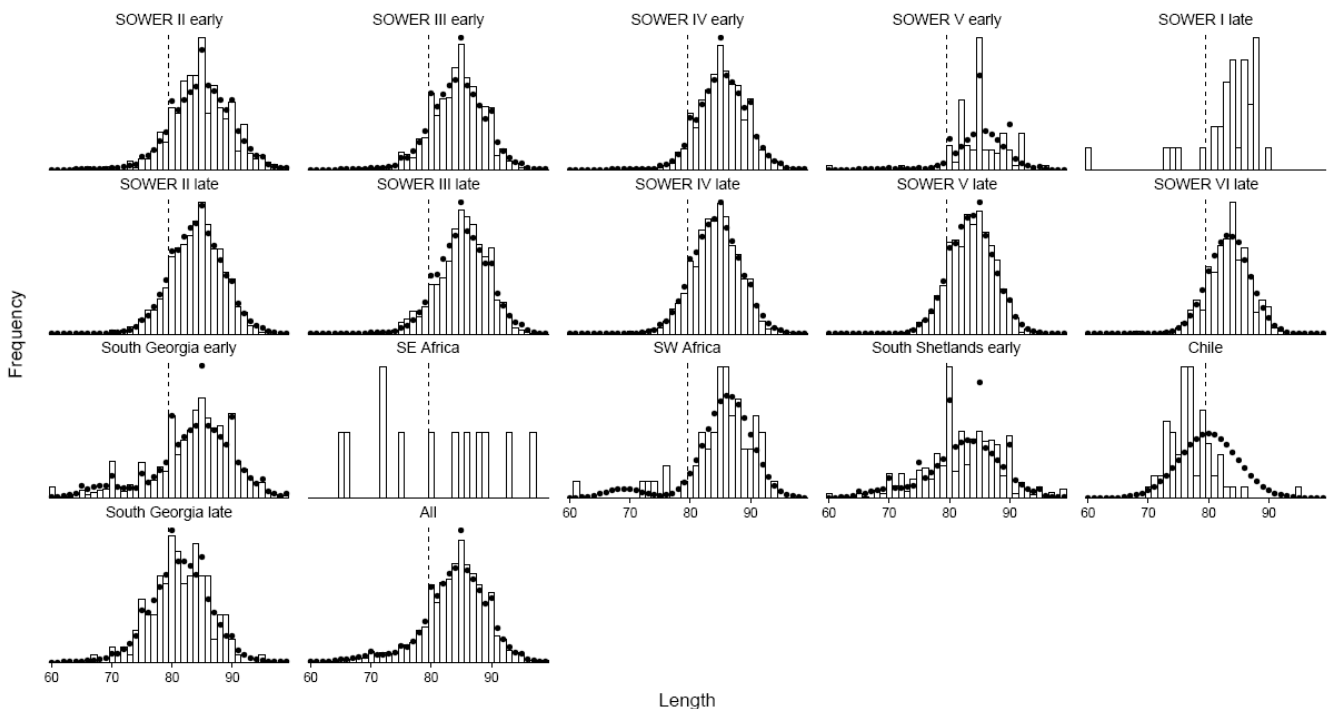 SOWER II early SOWER III early SOWER IV early SOWER V early SOWER I late
SOWER II late SOWER III late SOWER IV late SOWER V late SOWER VI late
South Georgia early SE Africa SW Africa South Shetlands early Chile
60 70 80 90 60 70 80 90 60 70 80 90
South Georgia late All
60 70 80 90 60 70 80 90
Frequency
Length